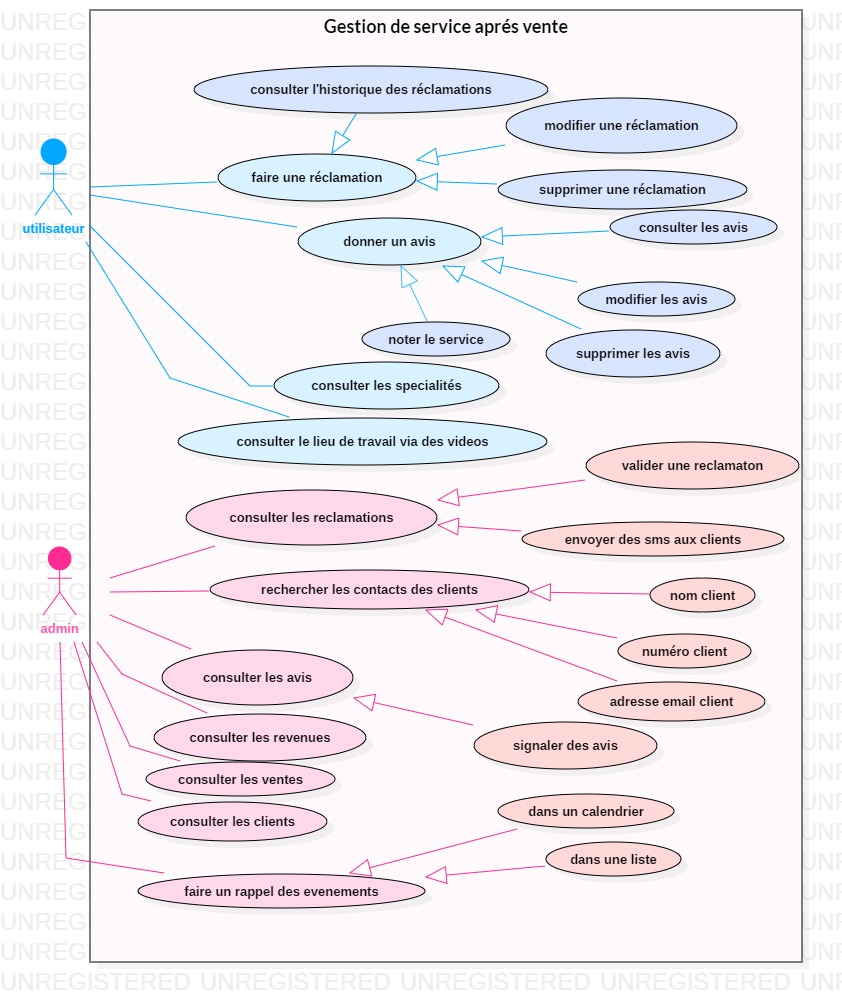 Gestion de service aprés vente
consulter l'historique des réclamations
modifier une réclamation
faire une réclamation
supprimer une réclamation
utilisateur
consulter les avis
donner un avis
modifier les avis
noter le service
supprimer les avis
consulter les specialités
consulter le lieu de travail via des videos
valider une reclamaton
consulter les reclamations
envoyer des sms aux clients
rechercher les contacts des clients
nom client
admin
numéro client
consulter les avis
adresse email client
consulter les revenues
signaler des avis
consulter les ventes
dans un calendrier
consulter les clients
dans une liste
faire un rappel des evenements
UNREGISTERED UNREGISTERED UNREGISTERED UNREGISTERED